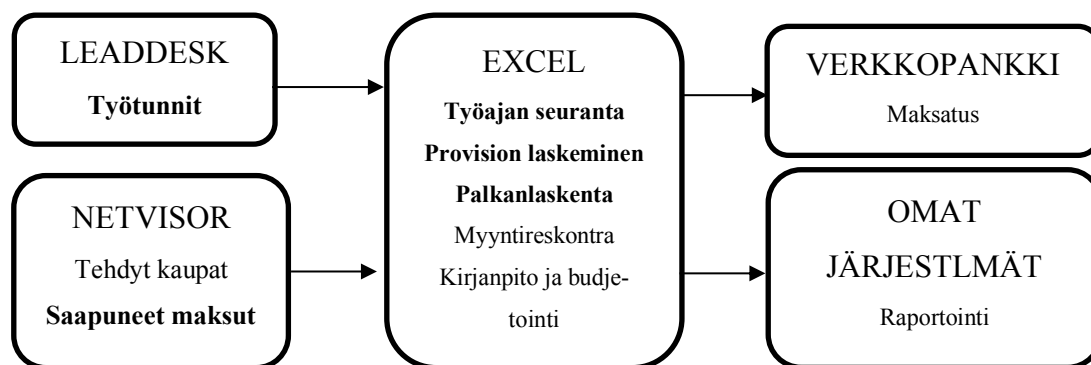 LEADDESK
Työtunnit
NETVISOR
Tehdyt kaupat
Saapuneet maksut
EXCEL
Työajan seuranta
Provision laskeminen
Palkanlaskenta
Myyntireskontra
Kirjanpito ja budje-
tointi
VERKKOPANKKI
Maksatus
OMAT
JÄRJESTLMÄT
Raportointi